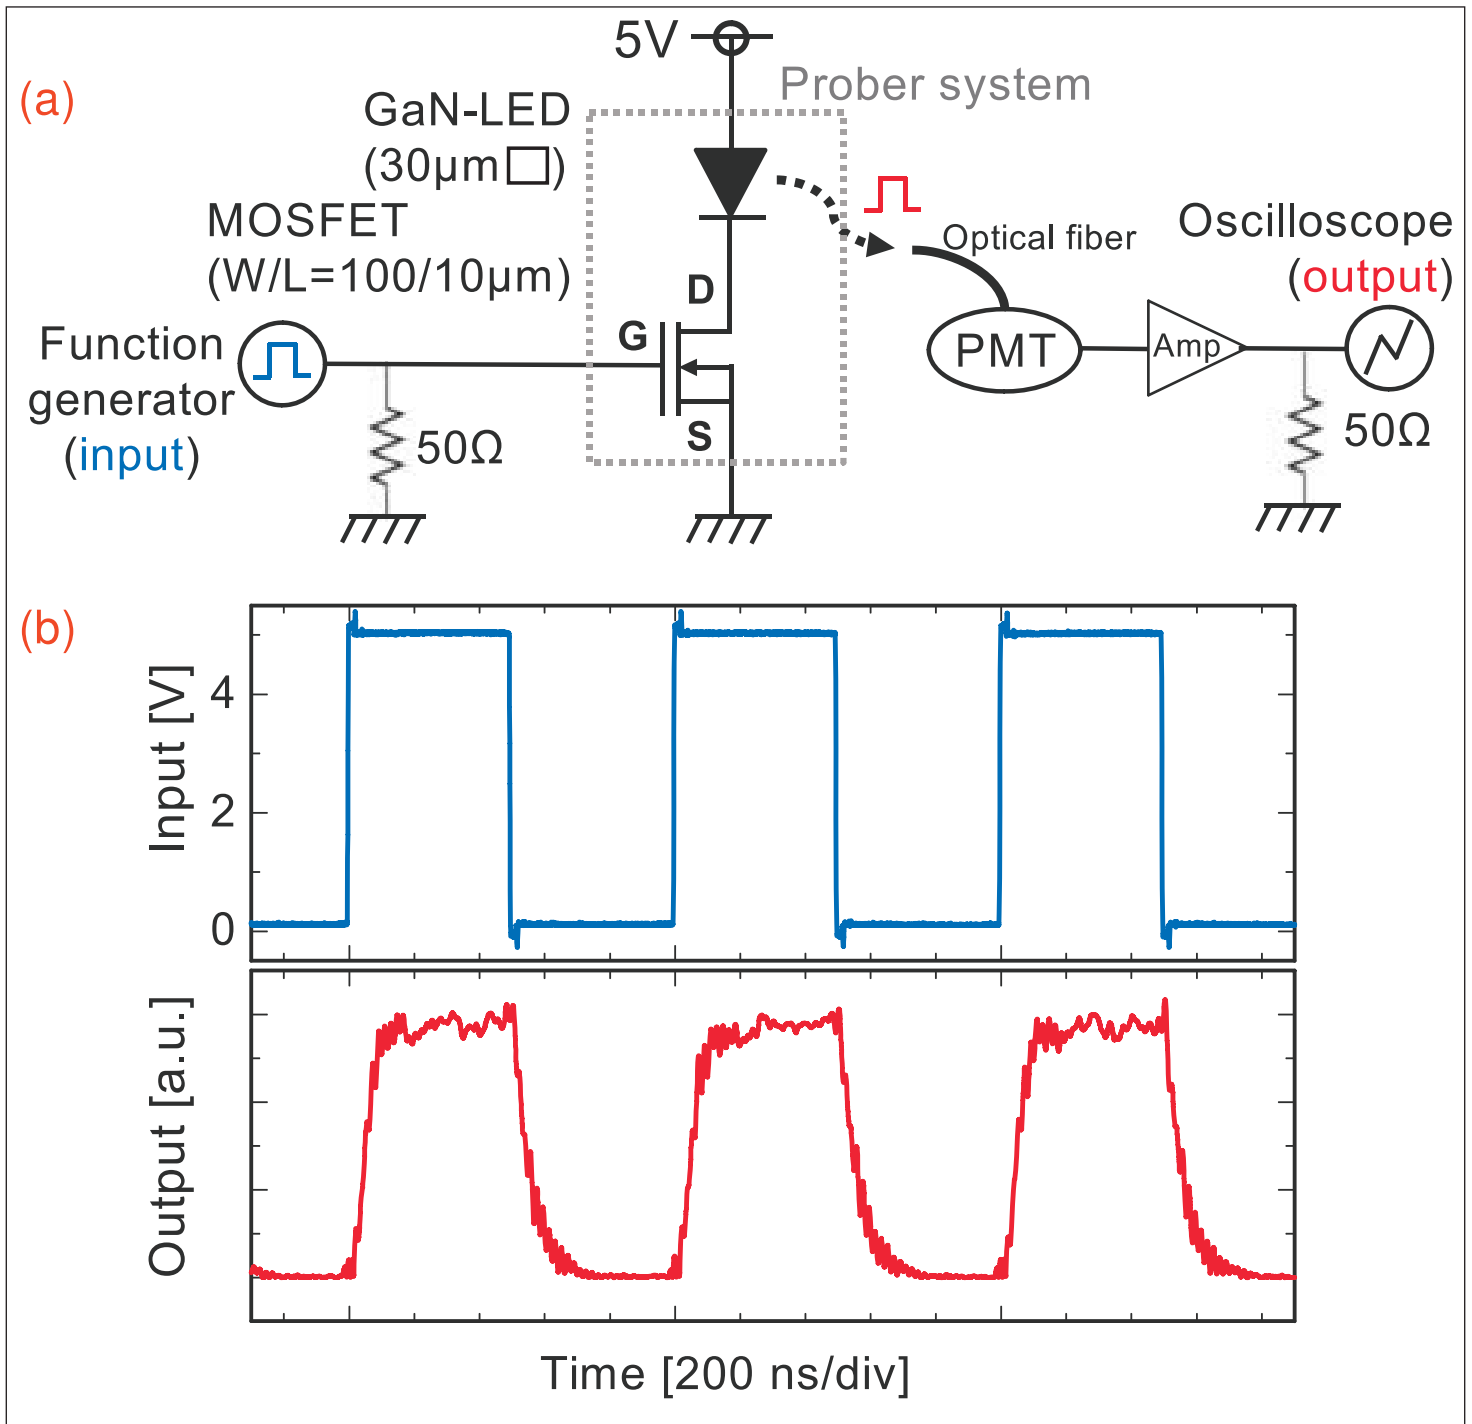 (a)
5V
Prober system
GaN-LED
(30μm□)
MOSFET
(W/L=100/10μm)
Optical fiber
Oscilloscope
(output)
D
G
S
Function
generator
(input)
50Ω
PMT
Amp
50Ω
(b)
Input [V]
4
2
0
Output [a.u.]
Time [200 ns/div]